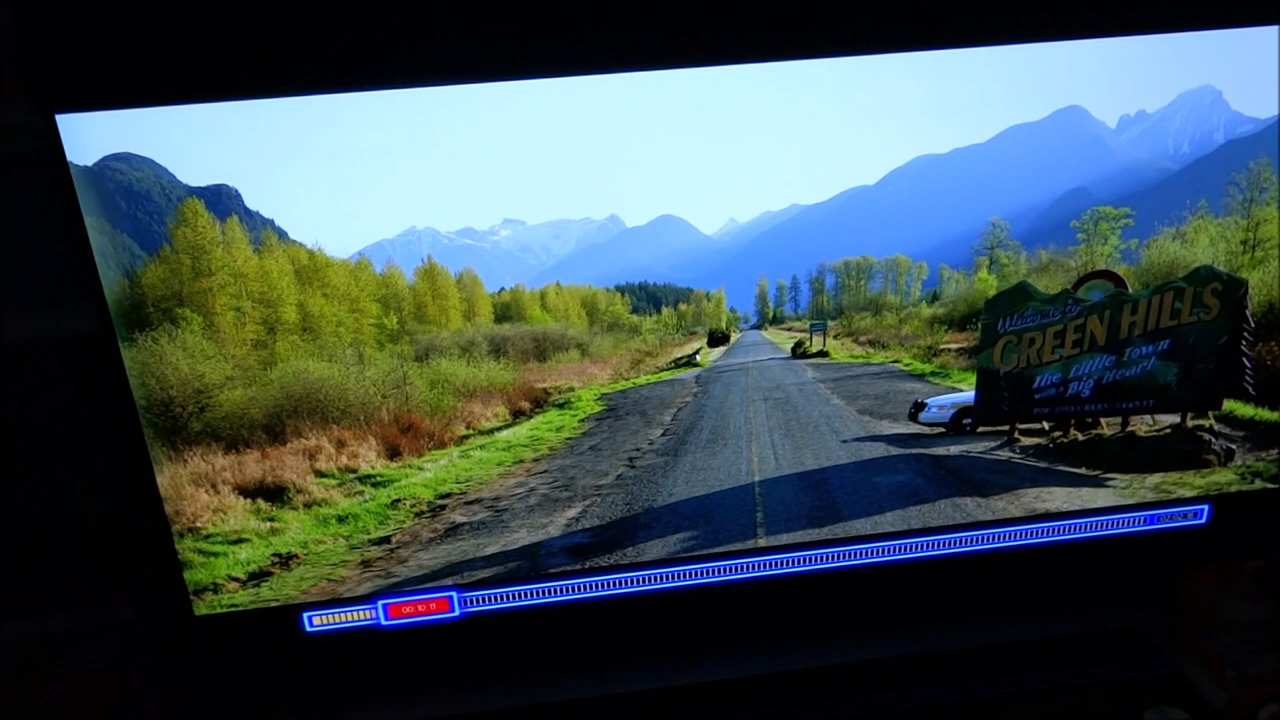 Welcome to
GREEN HILLS
The Little Town
with a Big Heart
00:10:11